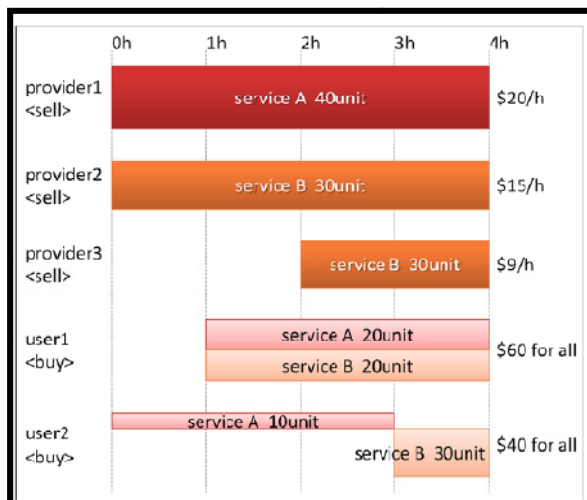 0h 1h 2h 3h 4h
provider1
<sell>
service A 40unit
$20/h
provider2
<sell>
service B 30unit
$15/h
provider3
<sell>
service B 30unit
$9/h
user1
<buy>
service A 20unit
service B 20unit
$60 for all
user2
<buy>
service A 10unit
service B 30unit
$40 for all